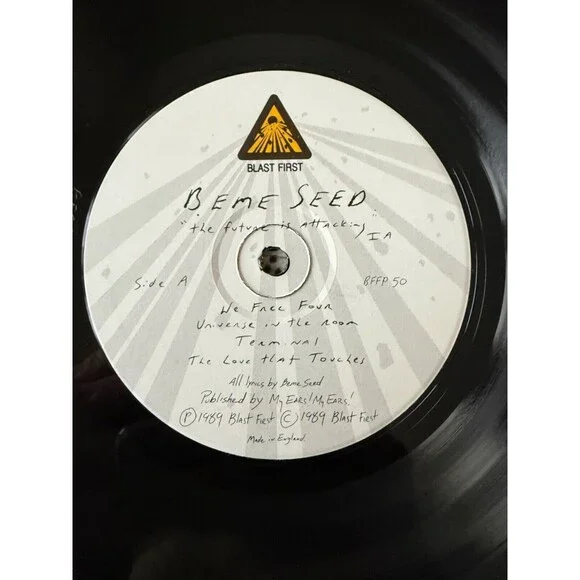 BLAST FIRST
BEME SEED
"the future is attacking"
IA
Side A
BFFP 50
We Free Four
Universe in the room
Terminal
The Love that Touches
All lyrics by Beme Seed
Published by My Ears! My Ears!
Ⓟ 1989 Blast First © 1989 Blast First
Made in England.